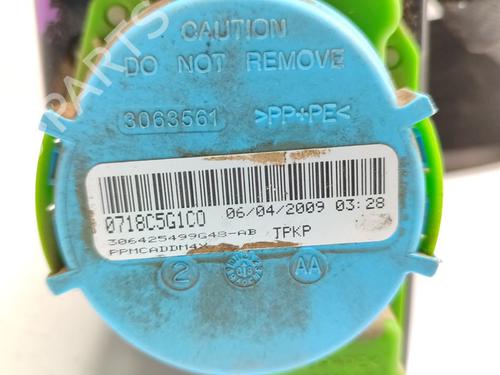 CAUTION
DO NOT REMOVE
3063561 >PP+PE<
0718C5G1C0 06/04/2009 03:28
306425499G48-AB TPKP
PPMCADDM4X
2 AA